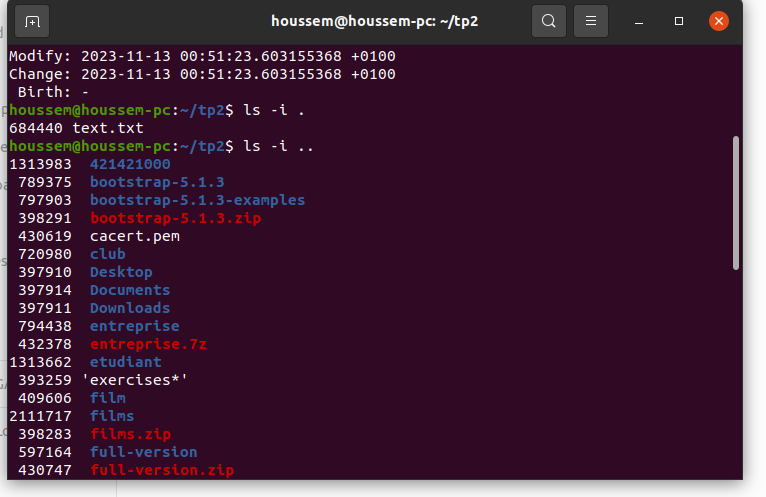 houssem@houssem-pc: ~/tp2
Modify: 2023-11-13 00:51:23.603155368 +0100
Change: 2023-11-13 00:51:23.603155368 +0100
 Birth: -
houssem@houssem-pc:~/tp2$ ls -i .
684440 text.txt
houssem@houssem-pc:~/tp2$ ls -i ..
1313983  421421000
 789375  bootstrap-5.1.3
 797903  bootstrap-5.1.3-examples
 398291  bootstrap-5.1.3.zip
 430619  cacert.pem
 720980  club
 397910  Desktop
 397914  Documents
 397911  Downloads
 794438  entreprise
 432378  entreprise.7z
1313662  etudiant
 393259 'exercises*'
 409606  film
2111717  films
 398283  films.zip
 597164  full-version
 430747  full-version.zip